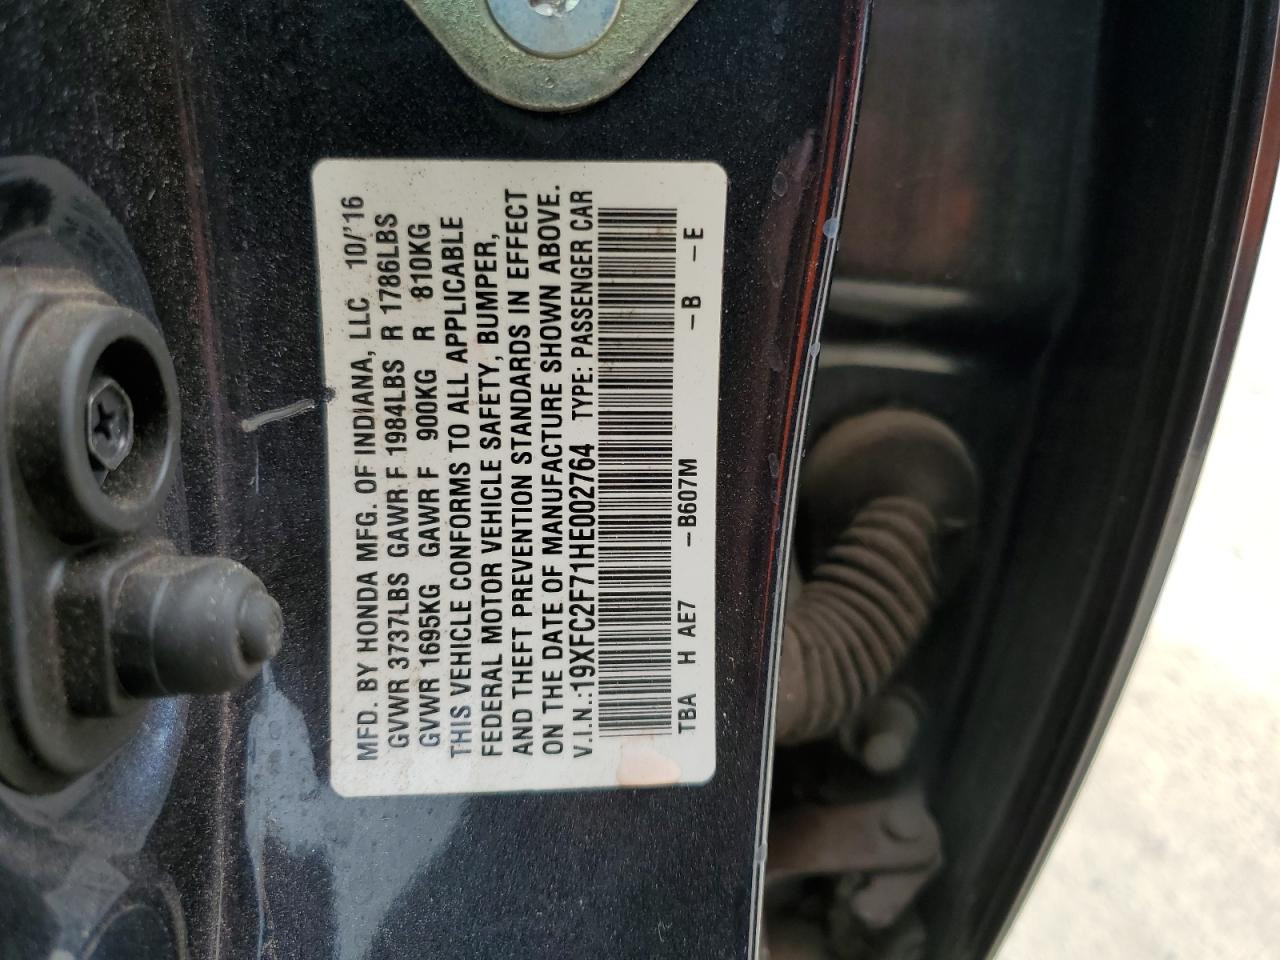 MFD. BY HONDA MFG. OF INDIANA, LLC 10/'16
GVWR 3737LBS GAWR F 1984LBS R 1786LBS
GVWR 1695KG GAWR F 900KG R 810KG
THIS VEHICLE CONFORMS TO ALL APPLICABLE
FEDERAL MOTOR VEHICLE SAFETY, BUMPER,
AND THEFT PREVENTION STANDARDS IN EFFECT
ON THE DATE OF MANUFACTURE SHOWN ABOVE.
V.I.N.:19XFC2F71HE002764 TYPE: PASSENGER CAR
TBA H AE7 –B607M –B –E